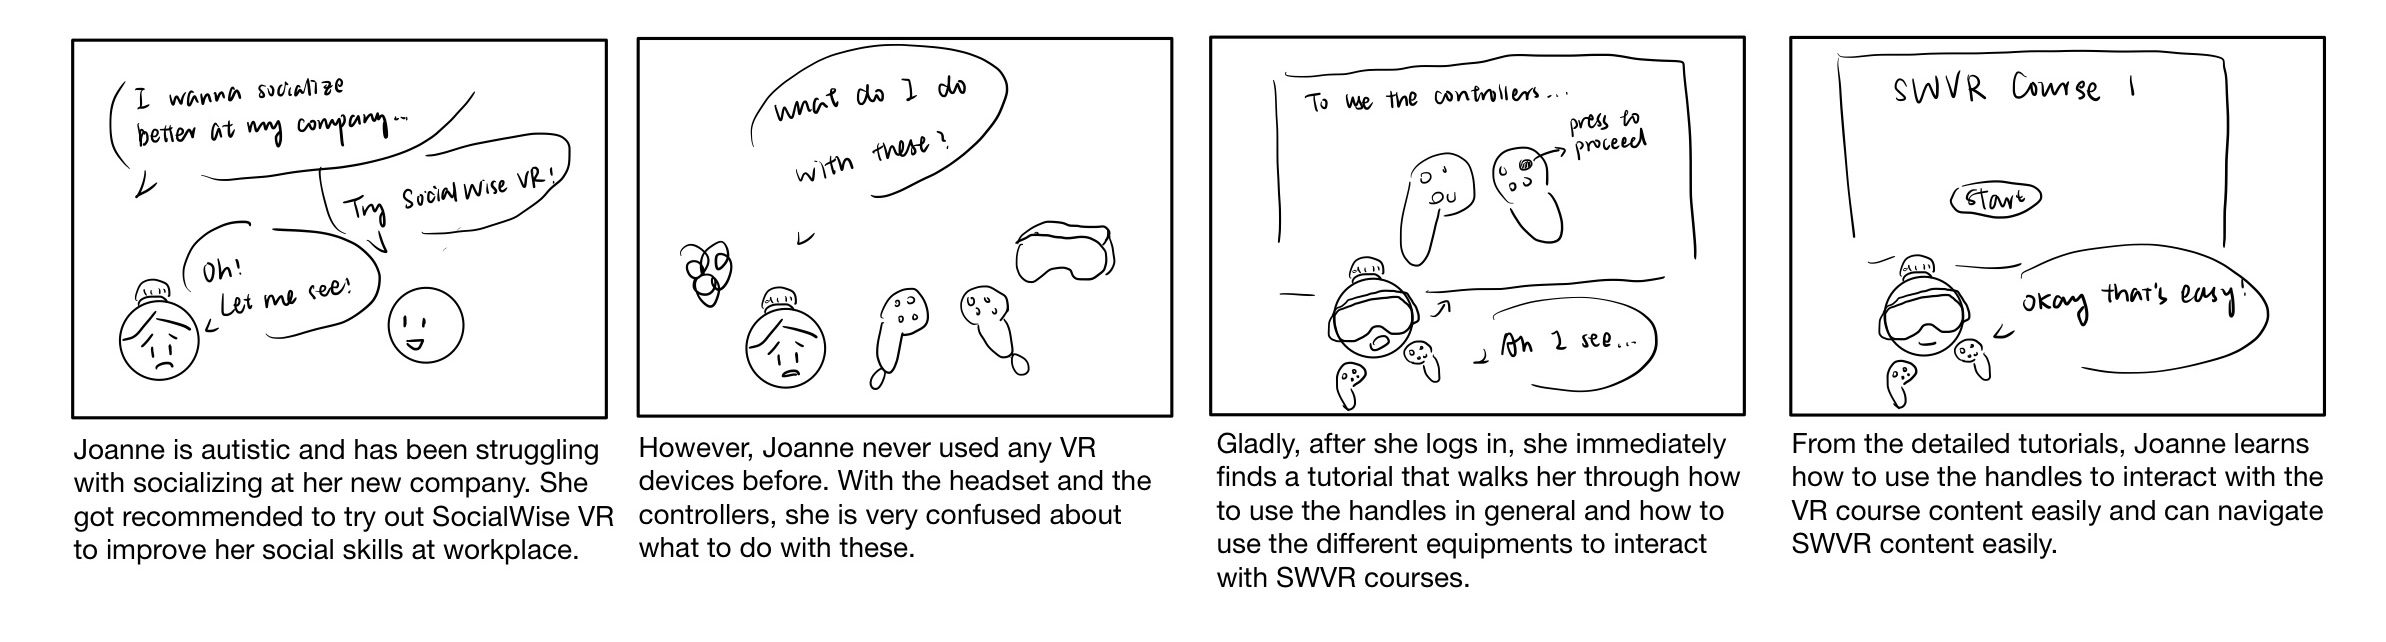 I wanna socialize
better at my company...
Try SocialWise VR!
Oh!
Let me see!
Joanne is autistic and has been struggling
with socializing at her new company. She
got recommended to try out SocialWise VR
to improve her social skills at workplace.
what do I do
with these?
However, Joanne never used any VR
devices before. With the headset and the
controllers, she is very confused about
what to do with these.
To use the controllers...
press to
proceed
Ah I see...
Gladly, after she logs in, she immediately
finds a tutorial that walks her through how
to use the handles in general and how to
use the different equipments to interact
with SWVR courses.
SWVR Course 1
Start
Okay that's easy!
From the detailed tutorials, Joanne learns
how to use the handles to interact with the
VR course content easily and can navigate
SWVR content easily.